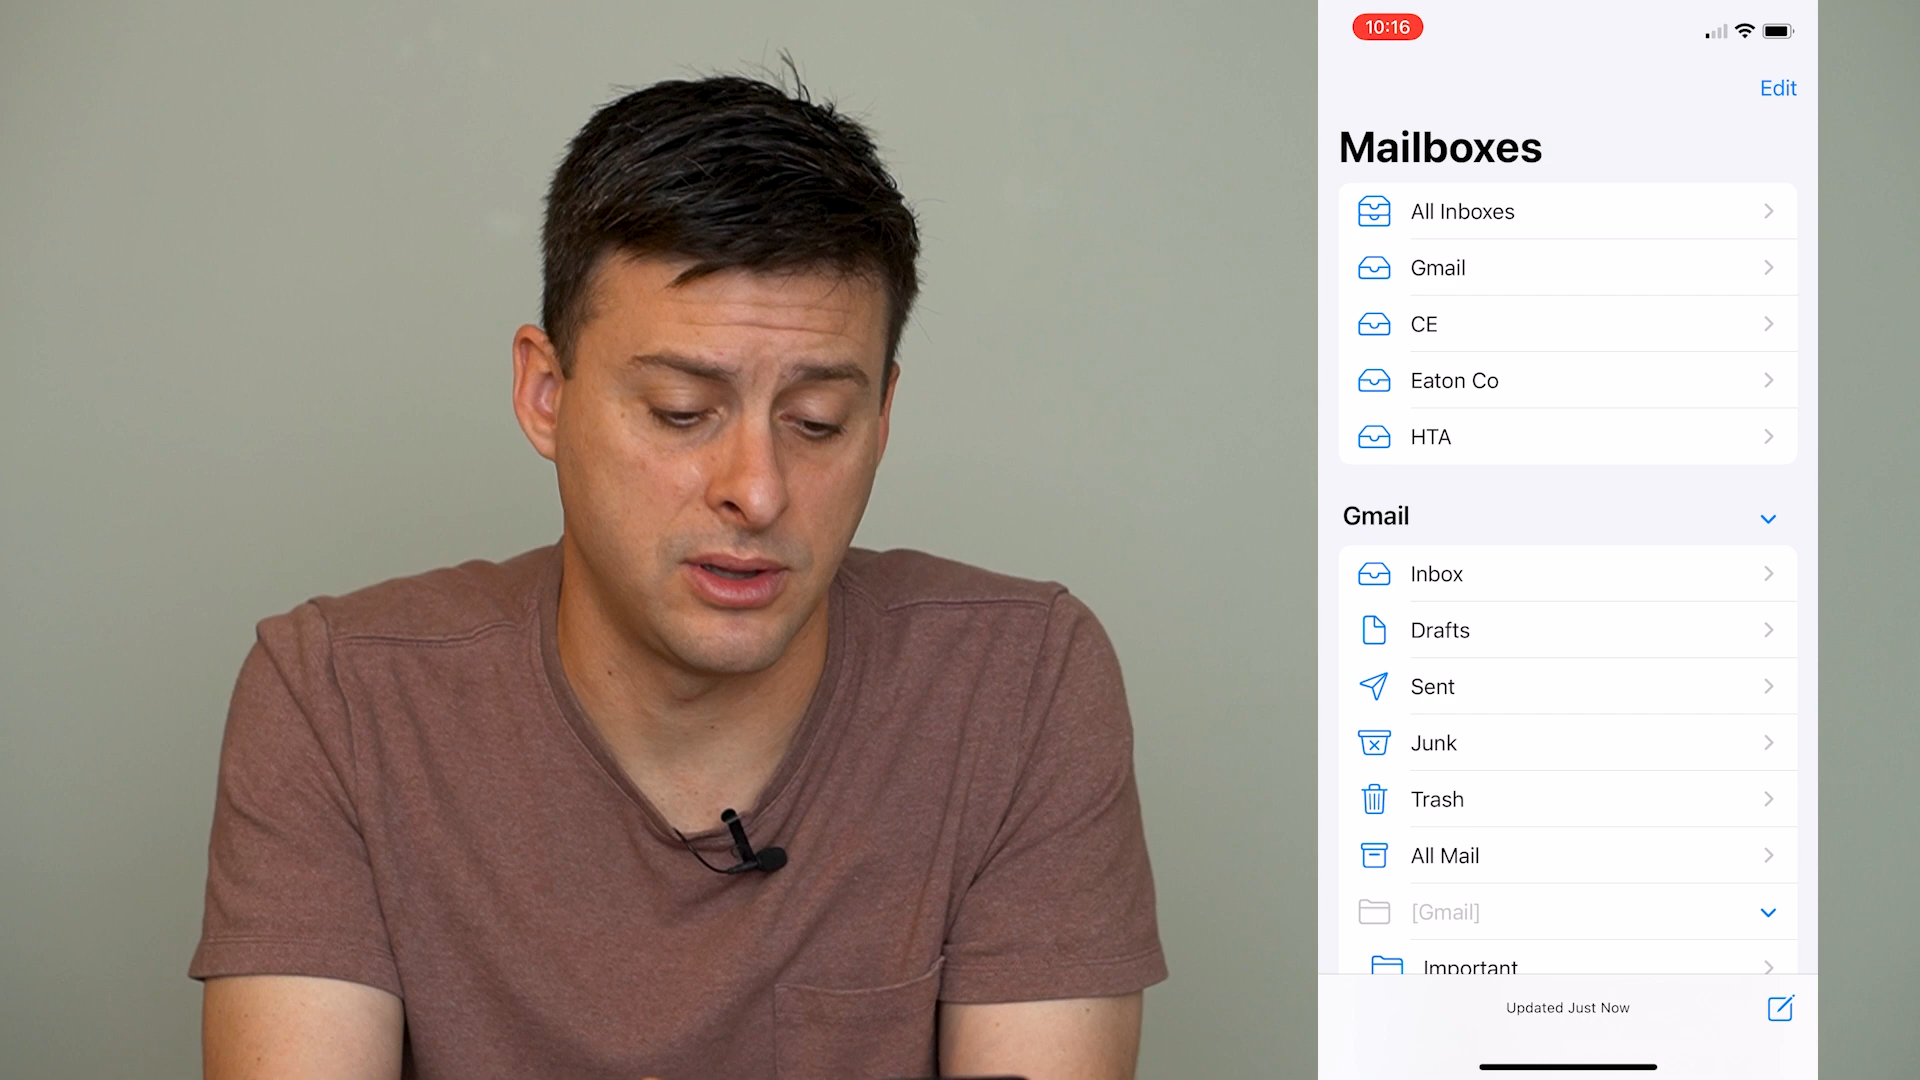 10:16
Edit
Mailboxes
All Inboxes
Gmail
CE
Eaton Co
HTA
Gmail
Inbox
Drafts
Sent
Junk
Trash
All Mail
[Gmail]
Important
Updated Just Now